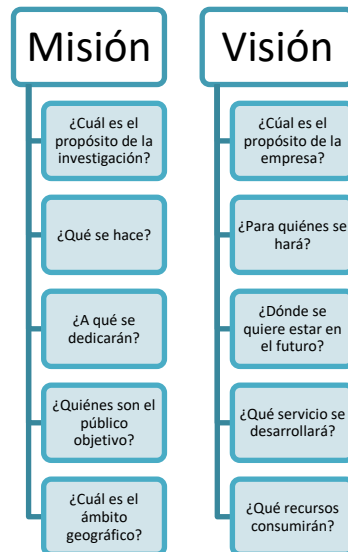 Misión
¿Cuál es el
propósito de la
investigación?
¿Qué se hace?
¿A qué se
dedicarán?
¿Quiénes son el
público
objetivo?
¿Cuál es el
ámbito
geográfico?
Visión
¿Cúal es el
propósito de la
empresa?
¿Para quiénes se
hará?
¿Dónde se
quiere estar en
el futuro?
¿Qué servicio se
desarrollará?
¿Qué recursos
consumirán?